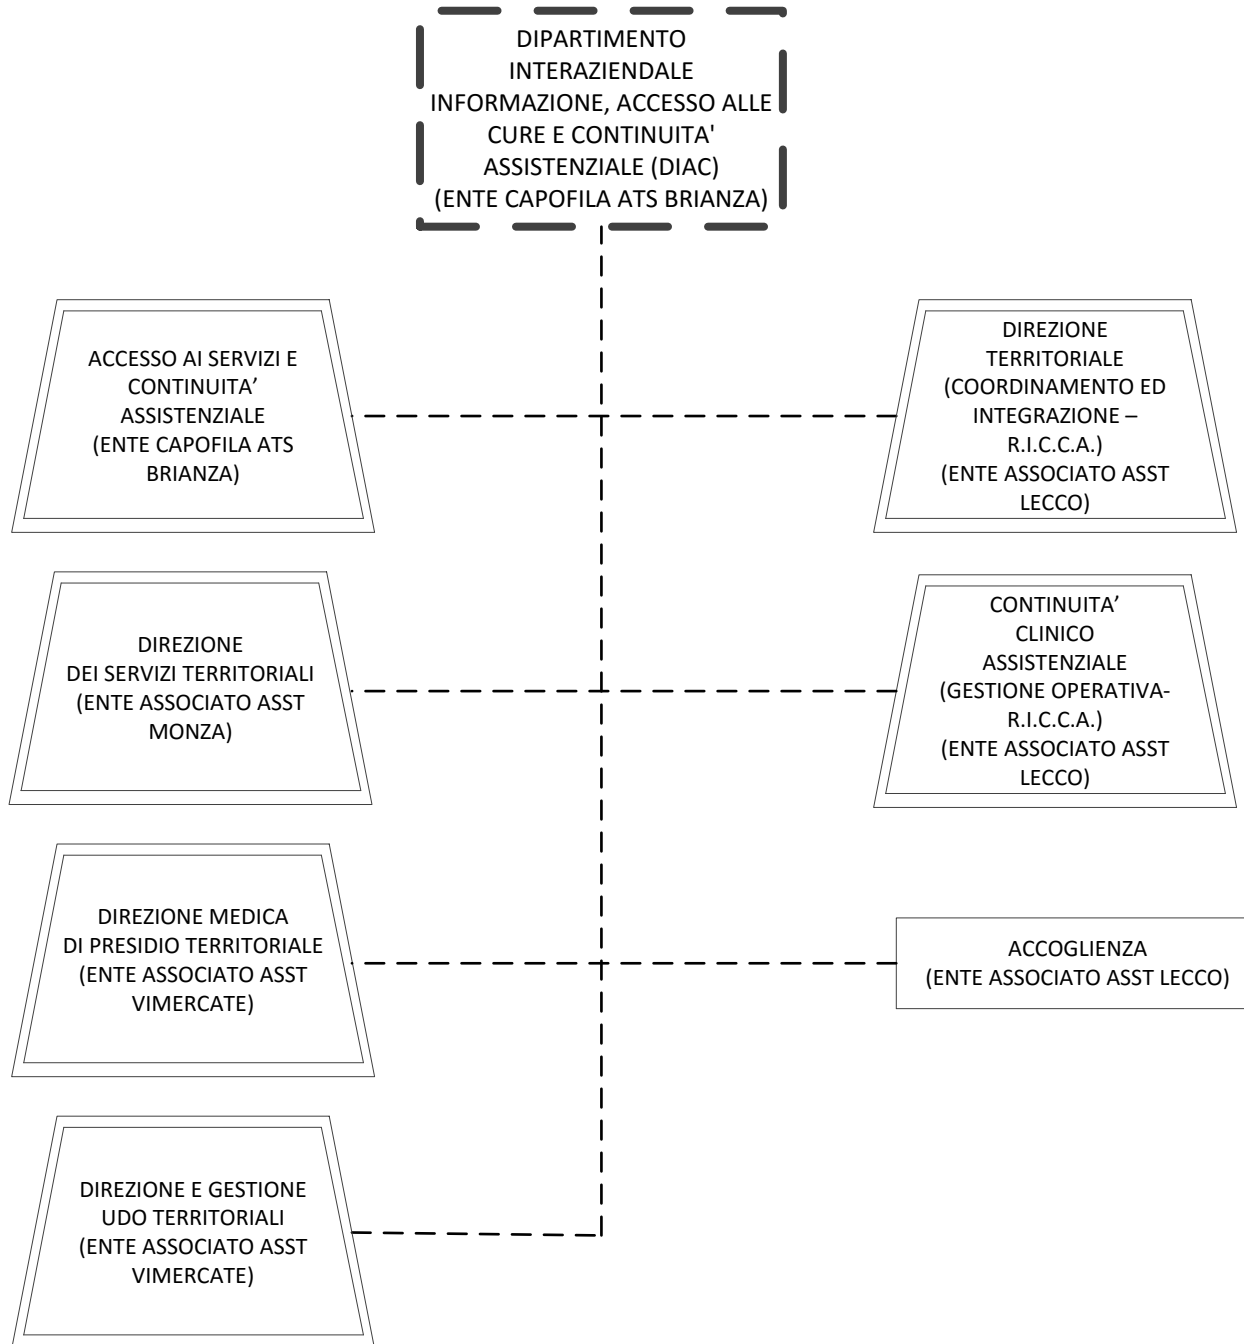 DIPARTIMENTO
INTERAZIENDALE
INFORMAZIONE, ACCESSO ALLE
CURE E CONTINUITA'
ASSISTENZIALE (DIAC)
(ENTE CAPOFILA ATS BRIANZA)
ACCESSO AI SERVIZI E
CONTINUITA’
ASSISTENZIALE
(ENTE CAPOFILA ATS
BRIANZA)
DIREZIONE
TERRITORIALE
(COORDINAMENTO ED
INTEGRAZIONE –
R.I.C.C.A.)
(ENTE ASSOCIATO ASST
LECCO)
DIREZIONE
DEI SERVIZI TERRITORIALI
(ENTE ASSOCIATO ASST
MONZA)
CONTINUITA’
CLINICO
ASSISTENZIALE
(GESTIONE OPERATIVA-
R.I.C.C.A.)
(ENTE ASSOCIATO ASST
LECCO)
DIREZIONE MEDICA
DI PRESIDIO TERRITORIALE
(ENTE ASSOCIATO ASST
VIMERCATE)
ACCOGLIENZA
(ENTE ASSOCIATO ASST LECCO)
DIREZIONE E GESTIONE
UDO TERRITORIALI
(ENTE ASSOCIATO ASST
VIMERCATE)